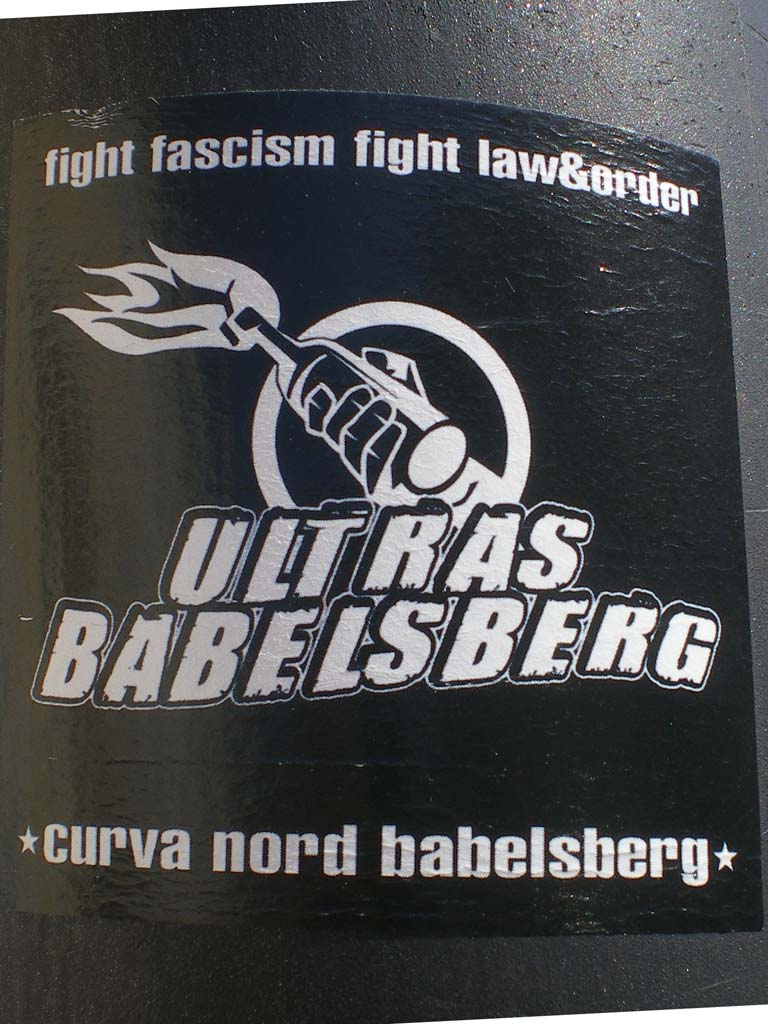 fight fascism fight law&order
ULTRAS
BABELSBERG
★curva nord babelsberg★